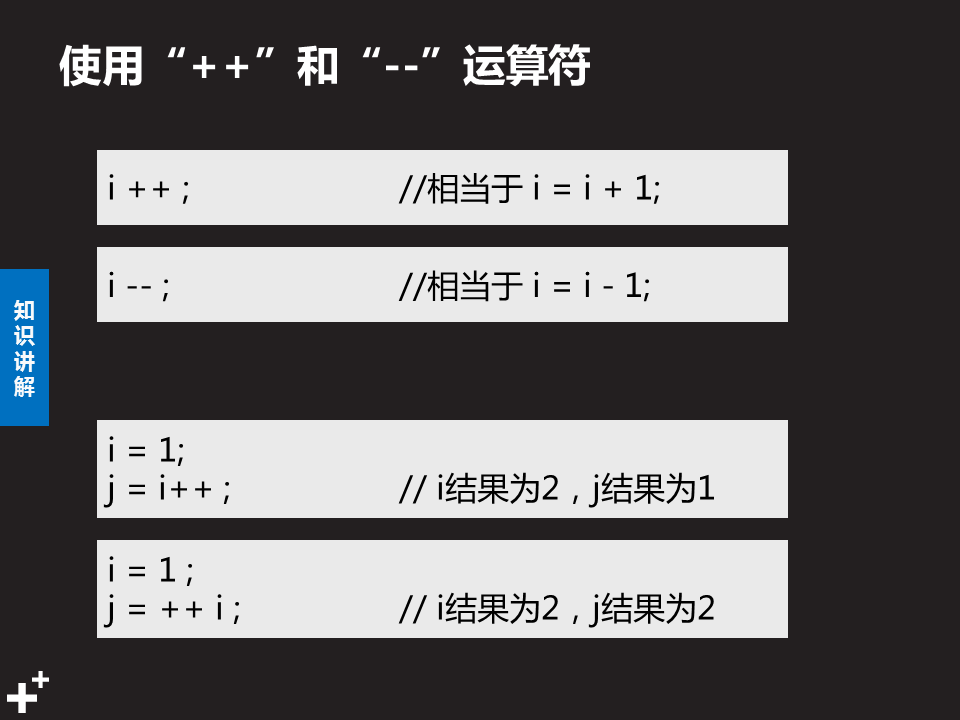 使用“++”和“--”运算符
i ++ ; //相当于 i = i + 1;
i -- ; //相当于 i = i - 1;
知识讲解
i = 1;
j = i++ ; // i结果为2，j结果为1
i = 1 ;
j = ++ i ; // i结果为2，j结果为2